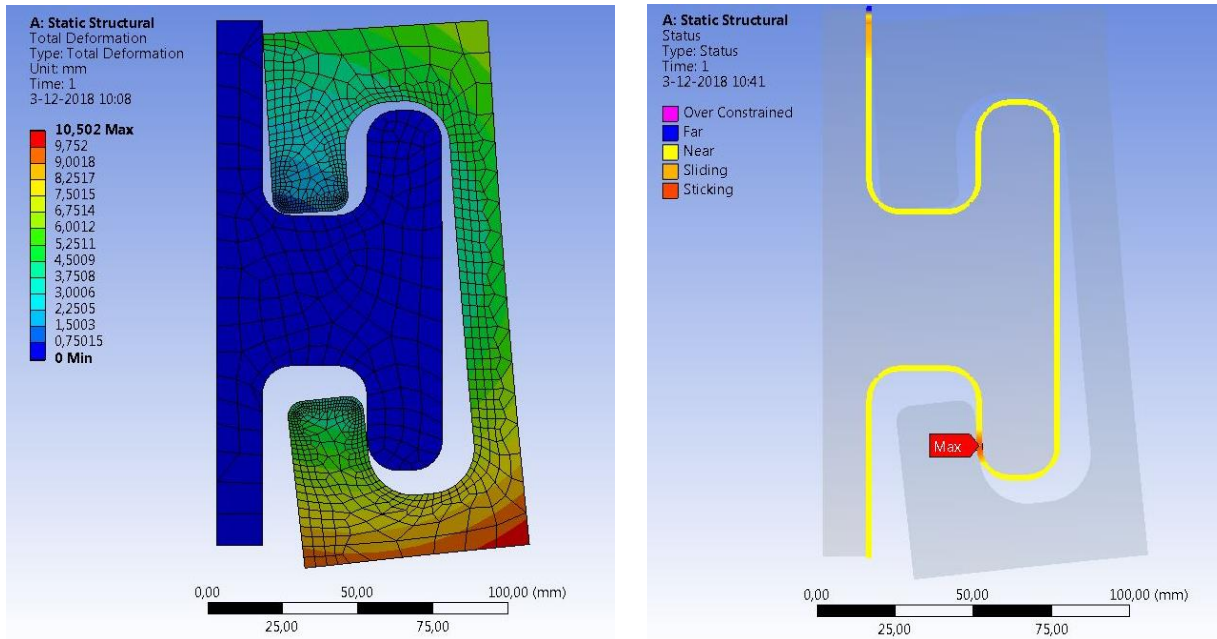 A: Static Structural
Total Deformation
Type: Total Deformation
Unit: mm
Time: 1
3-12-2018 10:08
10,502 Max
9,752
9,0018
8,2517
7,5015
6,7514
6,0012
5,2511
4,5009
3,7508
3,0006
2,2505
1,5003
0,75015
0 Min
0,00 50,00 100,00 (mm)
25,00 75,00
A: Static Structural
Status
Type: Status
Time: 1
3-12-2018 10:41
Over Constrained
Far
Near
Sliding
Sticking
Max
0,00 50,00 100,00 (mm)
25,00 75,00